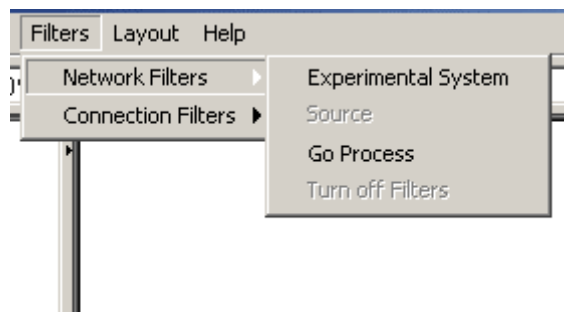 Filters Layout Help
Network Filters
Connection Filters
Experimental System
Source
Go Process
Turn off Filters